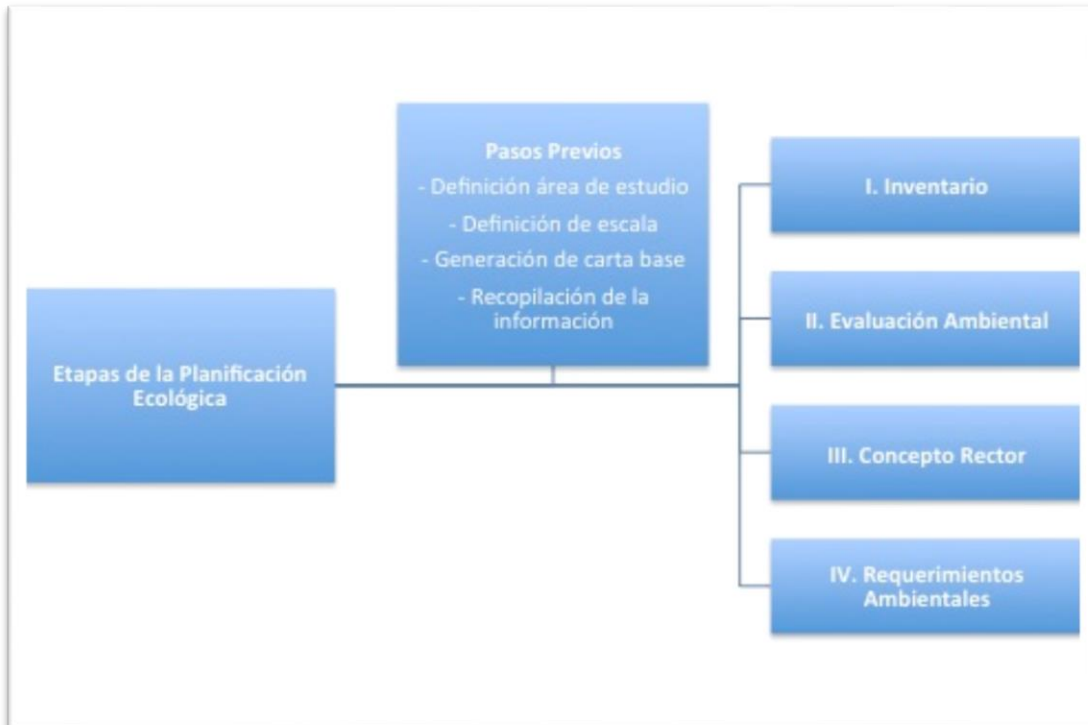 Etapas de la Planificación
Ecológica
Pasos Previos
- Definición área de estudio
- Definición de escala
- Generación de carta base
- Recopilación de la
información
I. Inventario
II. Evaluación Ambiental
III. Concepto Rector
IV. Requerimientos
Ambientales